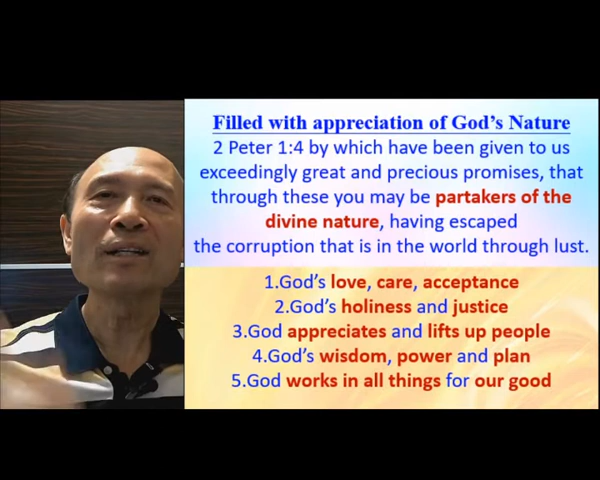 Filled with appreciation of God's Nature
2 Peter 1:4 by which have been given to us
exceedingly great and precious promises, that
through these you may be partakers of the
divine nature, having escaped
the corruption that is in the world through lust.
1.God's love, care, acceptance
2.God's holiness and justice
3.God appreciates and lifts up people
4.God's wisdom, power and plan
5.God works in all things for our good